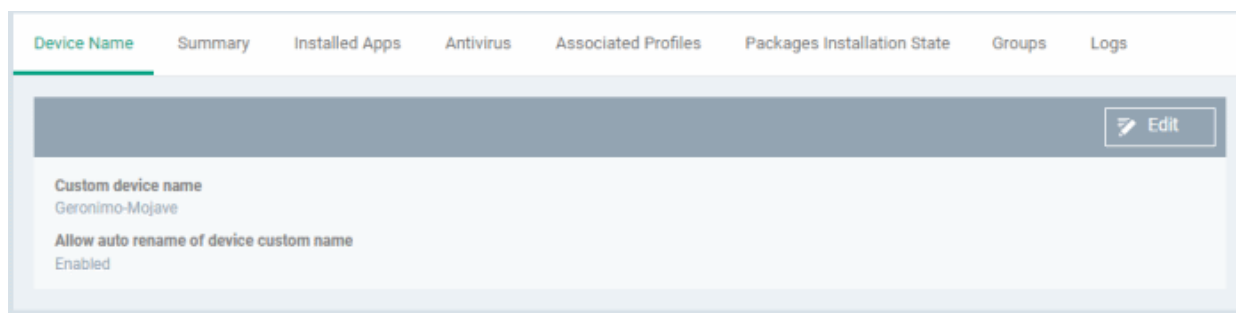 Device Name Summary Installed Apps Antivirus Associated Profiles Packages Installation State Groups Logs
Edit
Custom device name
Geronimo-Mojave
Allow auto rename of device custom name
Enabled